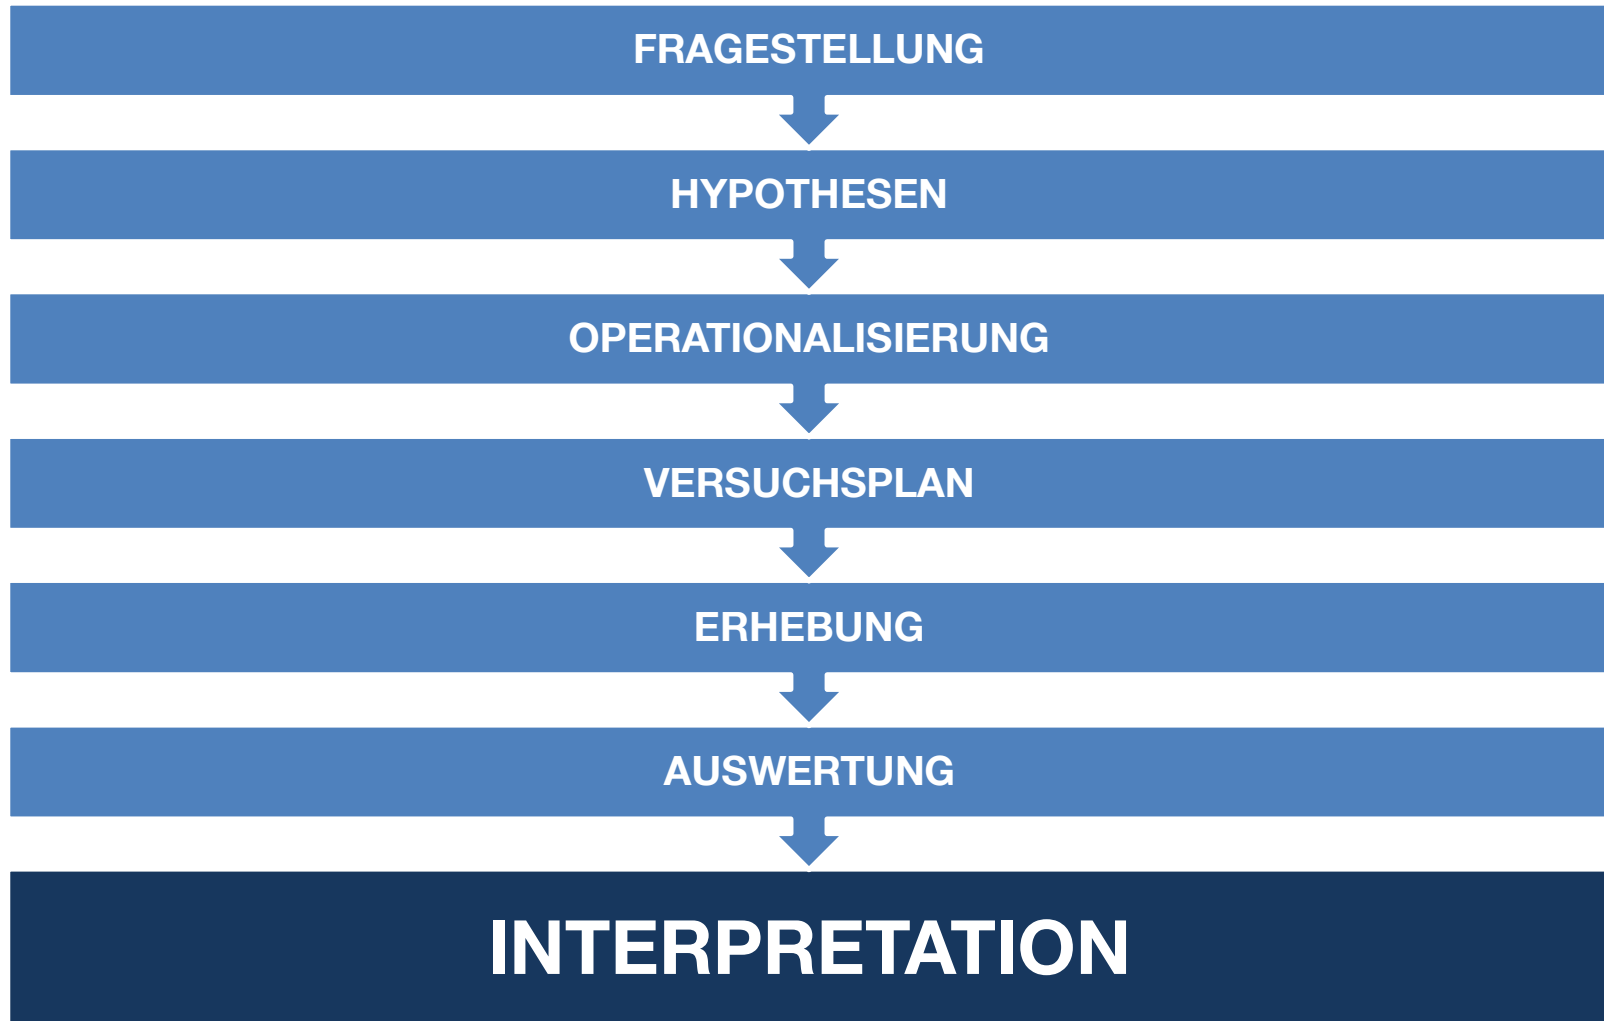 FRAGESTELLUNG
HYPOTHESEN
OPERATIONALISIERUNG
VERSUCHSPLAN
ERHEBUNG
AUSWERTUNG
INTERPRETATION